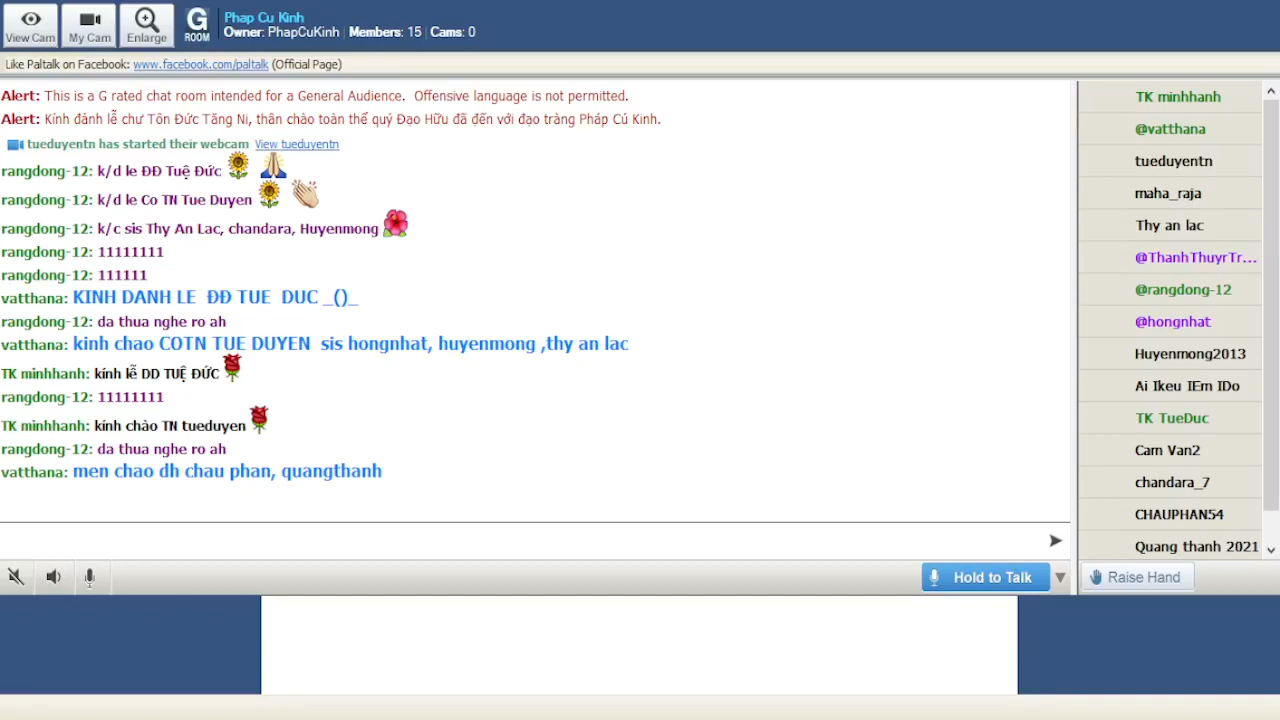 View Cam
My Cam
Enlarge
G
ROOM
Phap Cu Kinh
Owner: PhapCuKinh | Members: 15 | Cams: 0
Like Paltalk on Facebook: www.facebook.com/paltalk (Official Page)
Alert: This is a G rated chat room intended for a General Audience. Offensive language is not permitted.
Alert: Kính đảnh lễ chư Tôn Đức Tăng Ni, thân chào toàn thể quý Đạo Hữu đã đến với đạo tràng Pháp Cú Kinh.
tueduyentn has started their webcam View tueduyentn
rangdong-12: k/d le ĐĐ Tuệ Đức
rangdong-12: k/d le Co TN Tue Duyen
rangdong-12: k/c sis Thy An Lac, chandara, Huyenmong
rangdong-12: 11111111
rangdong-12: 111111
vatthana: KINH DANH LE ĐĐ TUE DUC _()_
rangdong-12: da thua nghe ro ah
vatthana: kinh chao COTN TUE DUYEN sis hongnhat, huyenmong ,thy an lac
TK minhhanh: kính lễ DD TUỆ ĐỨC
rangdong-12: 11111111
TK minhhanh: kính chào TN tueduyen
rangdong-12: da thua nghe ro ah
vatthana: men chao dh chau phan, quangthanh
TK minhhanh
@vatthana
tueduyentn
maha_raja
Thy an lac
@ThanhThuyrTr...
@rangdong-12
@hongnhat
Huyenmong2013
Ai Ikeu IEm IDo
TK TueDuc
Cam Van2
chandara_7
CHAUPHAN54
Quang thanh 2021
Hold to Talk
Raise Hand